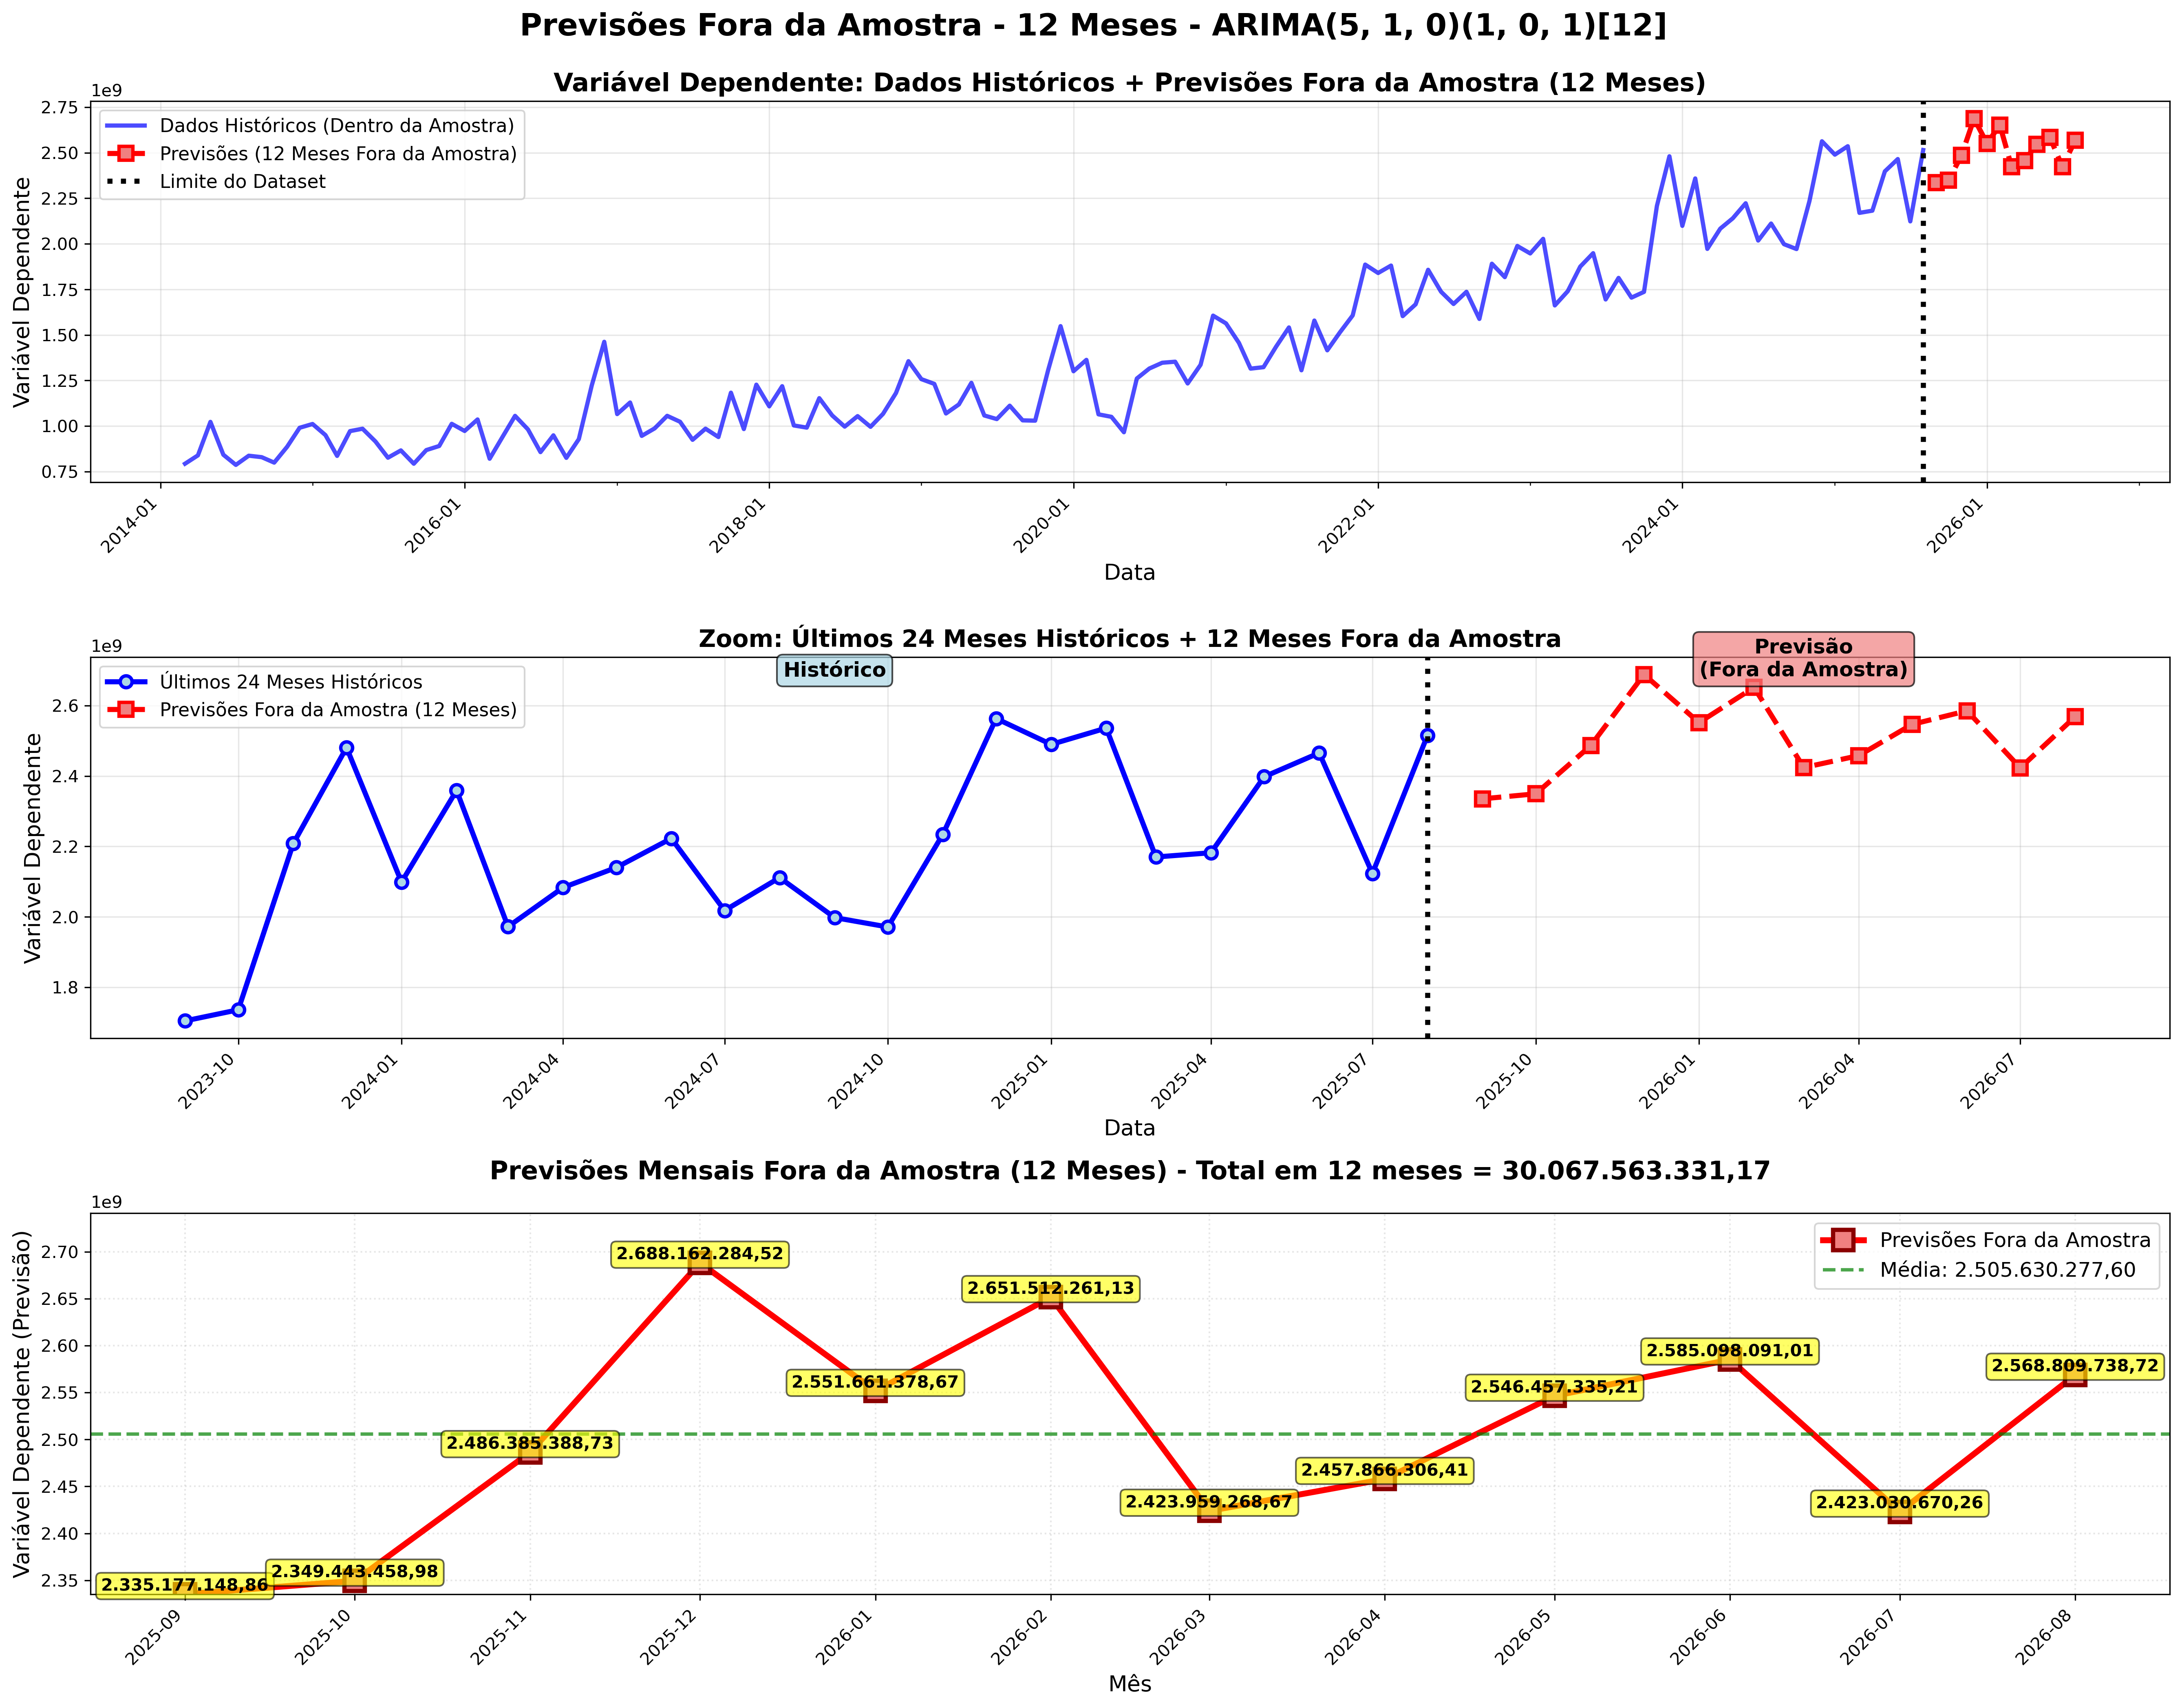 Previsões Fora da Amostra - 12 Meses - ARIMA(5, 1, 0)(1, 0, 1)[12]
Variável Dependente: Dados Históricos + Previsões Fora da Amostra (12 Meses)
1e9
2.75
2.50
2.25
2.00
1.75
1.50
1.25
1.00
0.75
Variável Dependente
Dados Históricos (Dentro da Amostra)
Previsões (12 Meses Fora da Amostra)
Limite do Dataset
2014-01
2016-01
2018-01
2020-01
2022-01
2024-01
2026-01
Data
Zoom: Últimos 24 Meses Históricos + 12 Meses Fora da Amostra
1e9
2.6
2.4
2.2
2.0
1.8
Variável Dependente
Últimos 24 Meses Históricos
Previsões Fora da Amostra (12 Meses)
Histórico
Previsão
(Fora da Amostra)
2023-10
2024-01
2024-04
2024-07
2024-10
2025-01
2025-04
2025-07
2025-10
2026-01
2026-04
2026-07
Data
Previsões Mensais Fora da Amostra (12 Meses) - Total em 12 meses = 30.067.563.331,17
1e9
2.70
2.65
2.60
2.55
2.50
2.45
2.40
2.35
Variável Dependente (Previsão)
Previsões Fora da Amostra
Média: 2.505.630.277,60
2.335.177.148,86
2.349.443.458,98
2.486.385.388,73
2.688.162.284,52
2.551.661.378,67
2.651.512.261,13
2.423.959.268,67
2.457.866.306,41
2.546.457.335,21
2.585.098.091,01
2.423.030.670,26
2.568.809.738,72
2025-09
2025-10
2025-11
2025-12
2026-01
2026-02
2026-03
2026-04
2026-05
2026-06
2026-07
2026-08
Mês